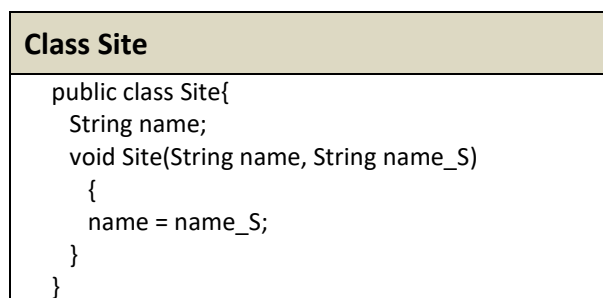 Class Site
public class Site{
String name;
void Site(String name, String name_S)
{
name = name_S;
}
}